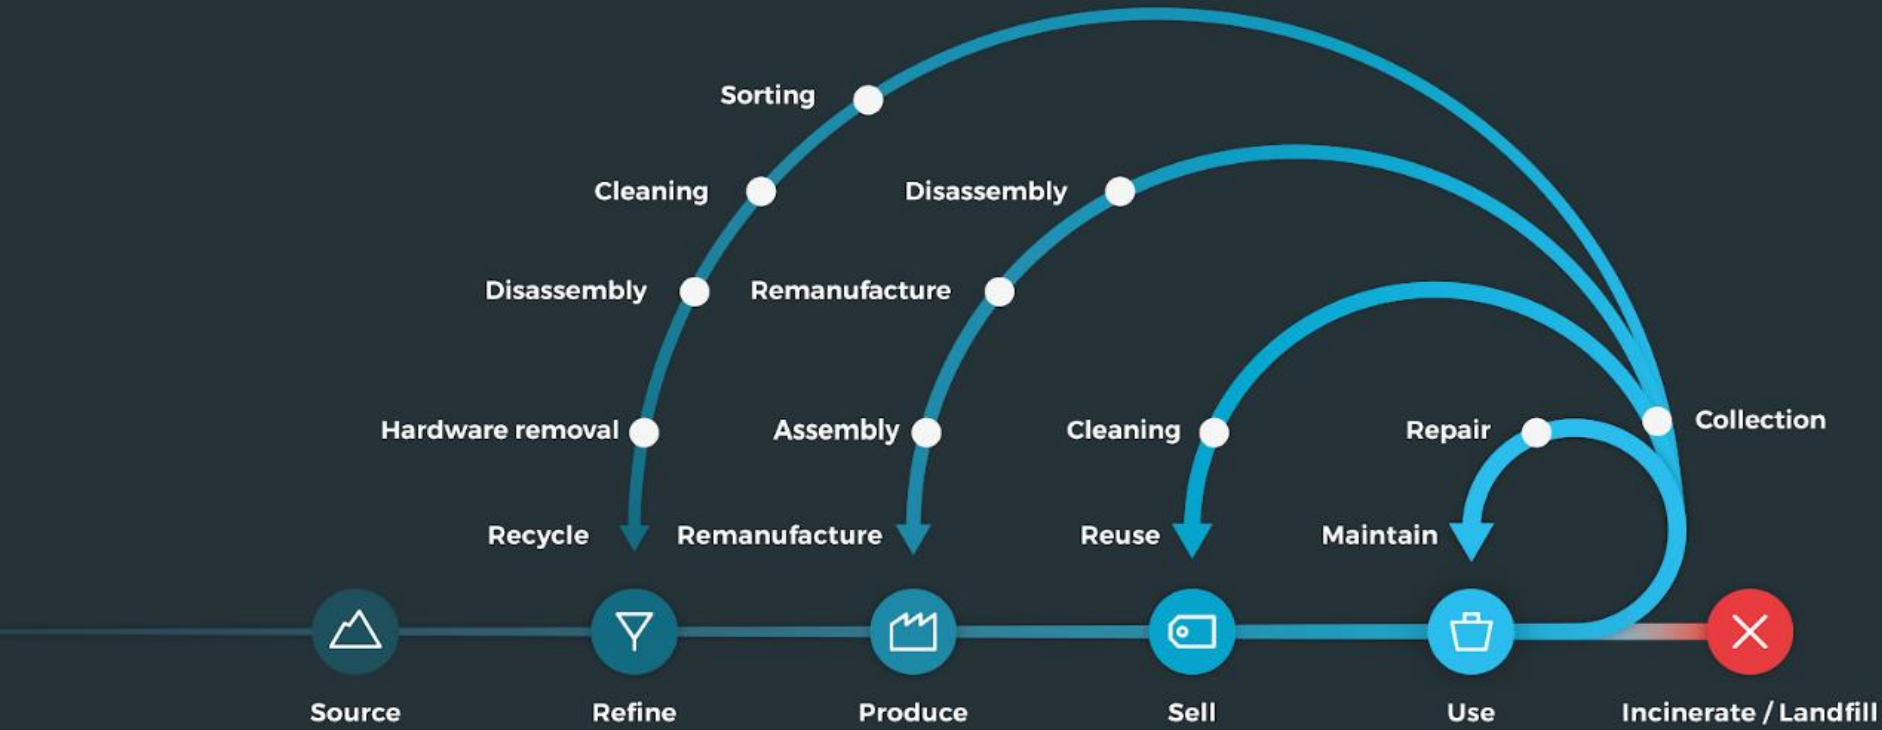 Sorting
Cleaning
Disassembly
Disassembly
Remanufacture
Hardware removal
Assembly
Cleaning
Repair
Collection
Recycle
Remanufacture
Reuse
Maintain
Source
Refine
Produce
Sell
Use
Incinerate / Landfill